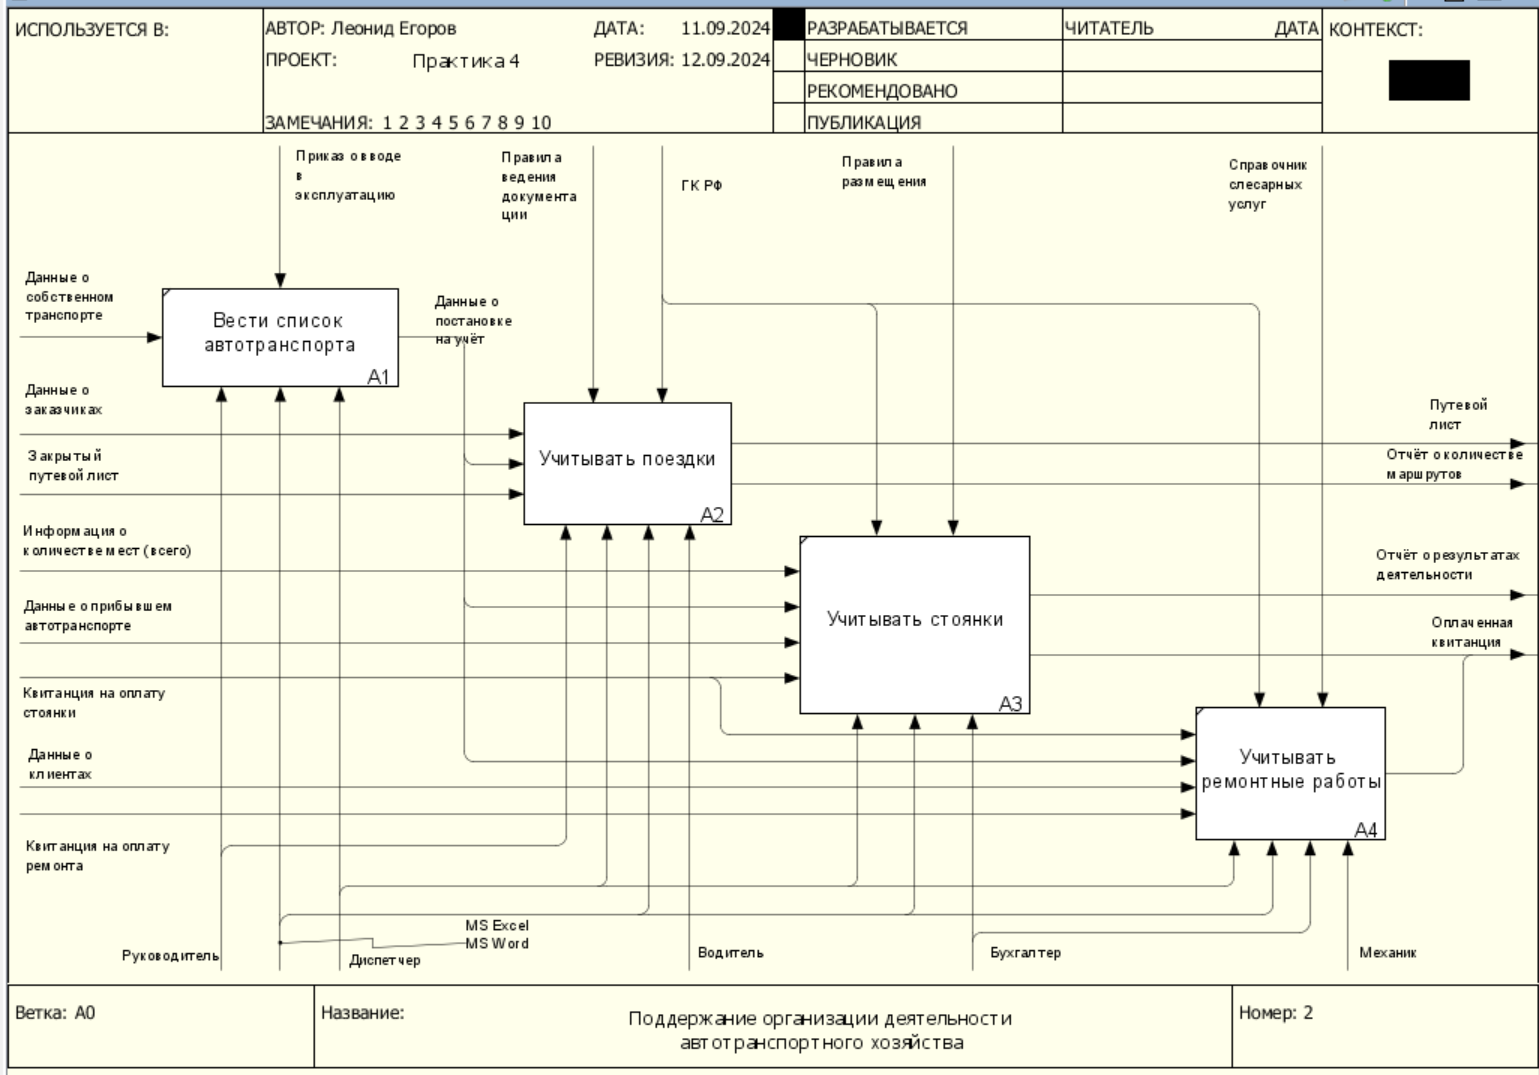 ИСПОЛЬЗУЕТСЯ В:
АВТОР: Леонид Егоров
ДАТА: 11.09.2024
ПРОЕКТ: Практика 4
РЕВИЗИЯ: 12.09.2024
ЗАМЕЧАНИЯ: 1 2 3 4 5 6 7 8 9 10
РАЗРАБАТЫВАЕТСЯ
ЧЕРНОВИК
РЕКОМЕНДОВАНО
ПУБЛИКАЦИЯ
ЧИТАТЕЛЬ
ДАТА
КОНТЕКСТ:
Приказ о вводе
в
эксплуатацию
Правила
ведения
документа
ции
ГК РФ
Правила
размещения
Справочник
слесарных
услуг
Данные о
собственном
транспорте
Вести список
автотранспорта
А1
Данные о
постановке
на учёт
Данные о
заказчиках
Закрытый
путевой лист
Учитывать поездки
А2
Путевой
лист
Отчёт о количестве
маршрутов
Информация о
количестве мест (всего)
Данные о прибывшем
автотранспорте
Учитывать стоянки
А3
Отчёт о результатах
деятельности
Оплаченная
квитанция
Квитанция на оплату
стоянки
Данные о
клиентах
Учитывать
ремонтные работы
А4
Квитанция на оплату
ремонта
Руководитель
MS Excel
MS Word
Диспетчер
Водитель
Бухгалтер
Механик
Ветка: А0
Название:
Поддержание организации деятельности
автотранспортного хозяйства
Номер: 2